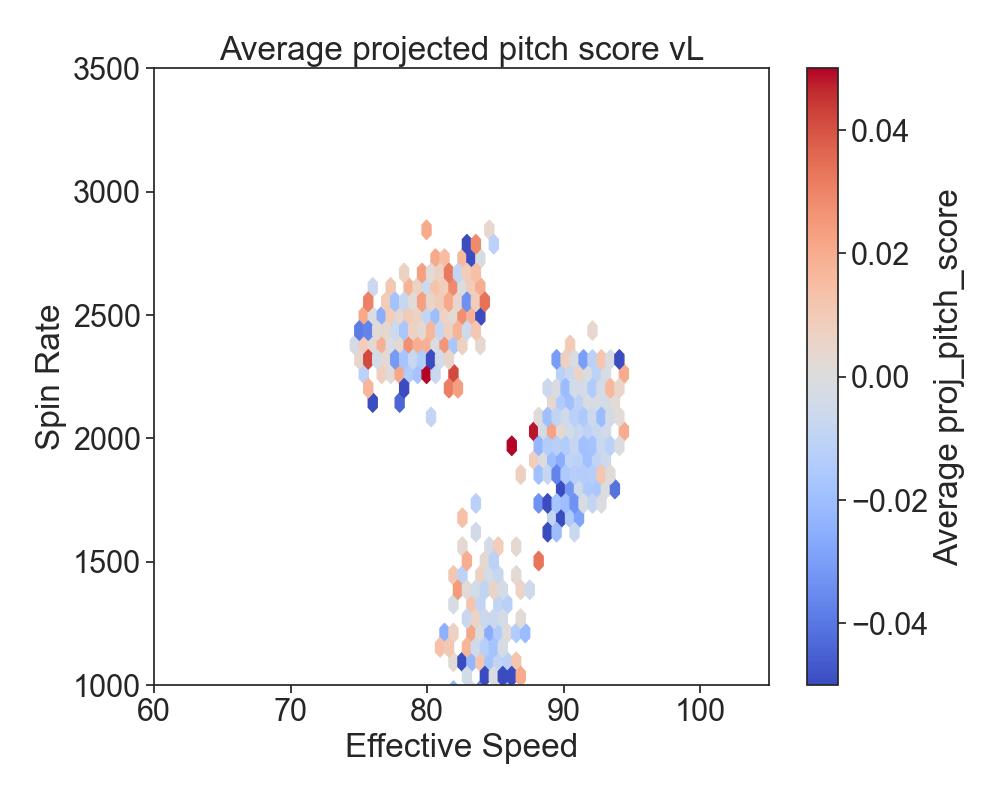 Average projected pitch score vL
3500
3000
2500
2000
1500
1000
Spin Rate
60 70 80 90 100
Effective Speed
0.04
0.02
0.00
−0.02
−0.04
Average proj_pitch_score